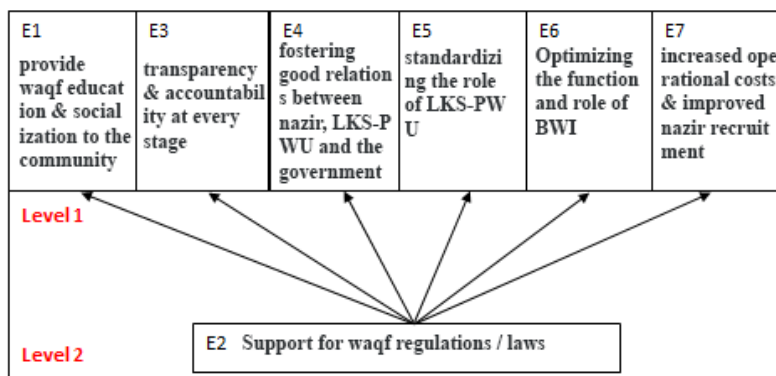 E1
provide
waqf educat
ion & social
ization to the
community
E3
transparency
& accountabil
ity at every
stage
E4
fostering
good relation
s between
nazir, LKS-P
WU and the
government
E5
standardizi
ng the role
of LKS-PW
U
E6
Optimizing
the function
and role of
BWI
E7
increased ope
rational costs
& improved
nazir recruit
ment
Level 1
E2 Support for waqf regulations / laws
Level 2